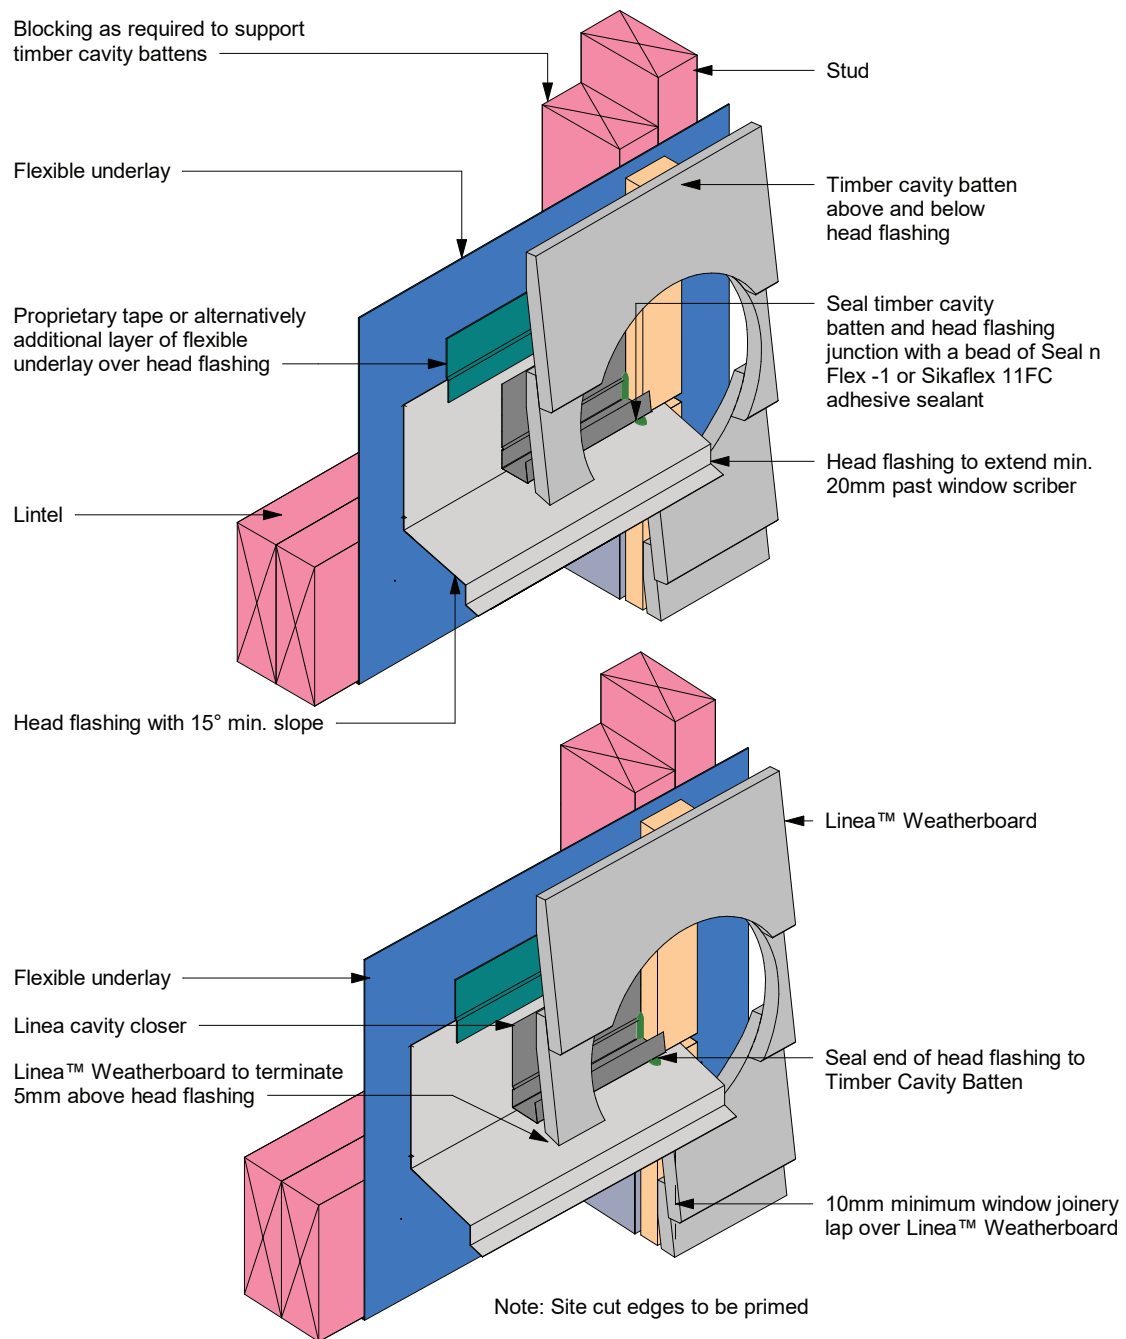 Blocking as required to support
timber cavity battens
Stud
Flexible underlay
Timber cavity batten
above and below
head flashing
Proprietary tape or alternatively
additional layer of flexible
underlay over head flashing
Seal timber cavity
batten and head flashing
junction with a bead of Seal n
Flex -1 or Sikaflex 11FC
adhesive sealant
Head flashing to extend min.
20mm past window scriber
Lintel
Head flashing with 15° min. slope
Linea™ Weatherboard
Flexible underlay
Linea cavity closer
Linea™ Weatherboard to terminate
5mm above head flashing
Seal end of head flashing to
Timber Cavity Batten
10mm minimum window joinery
lap over Linea™ Weatherboard
Note: Site cut edges to be primed